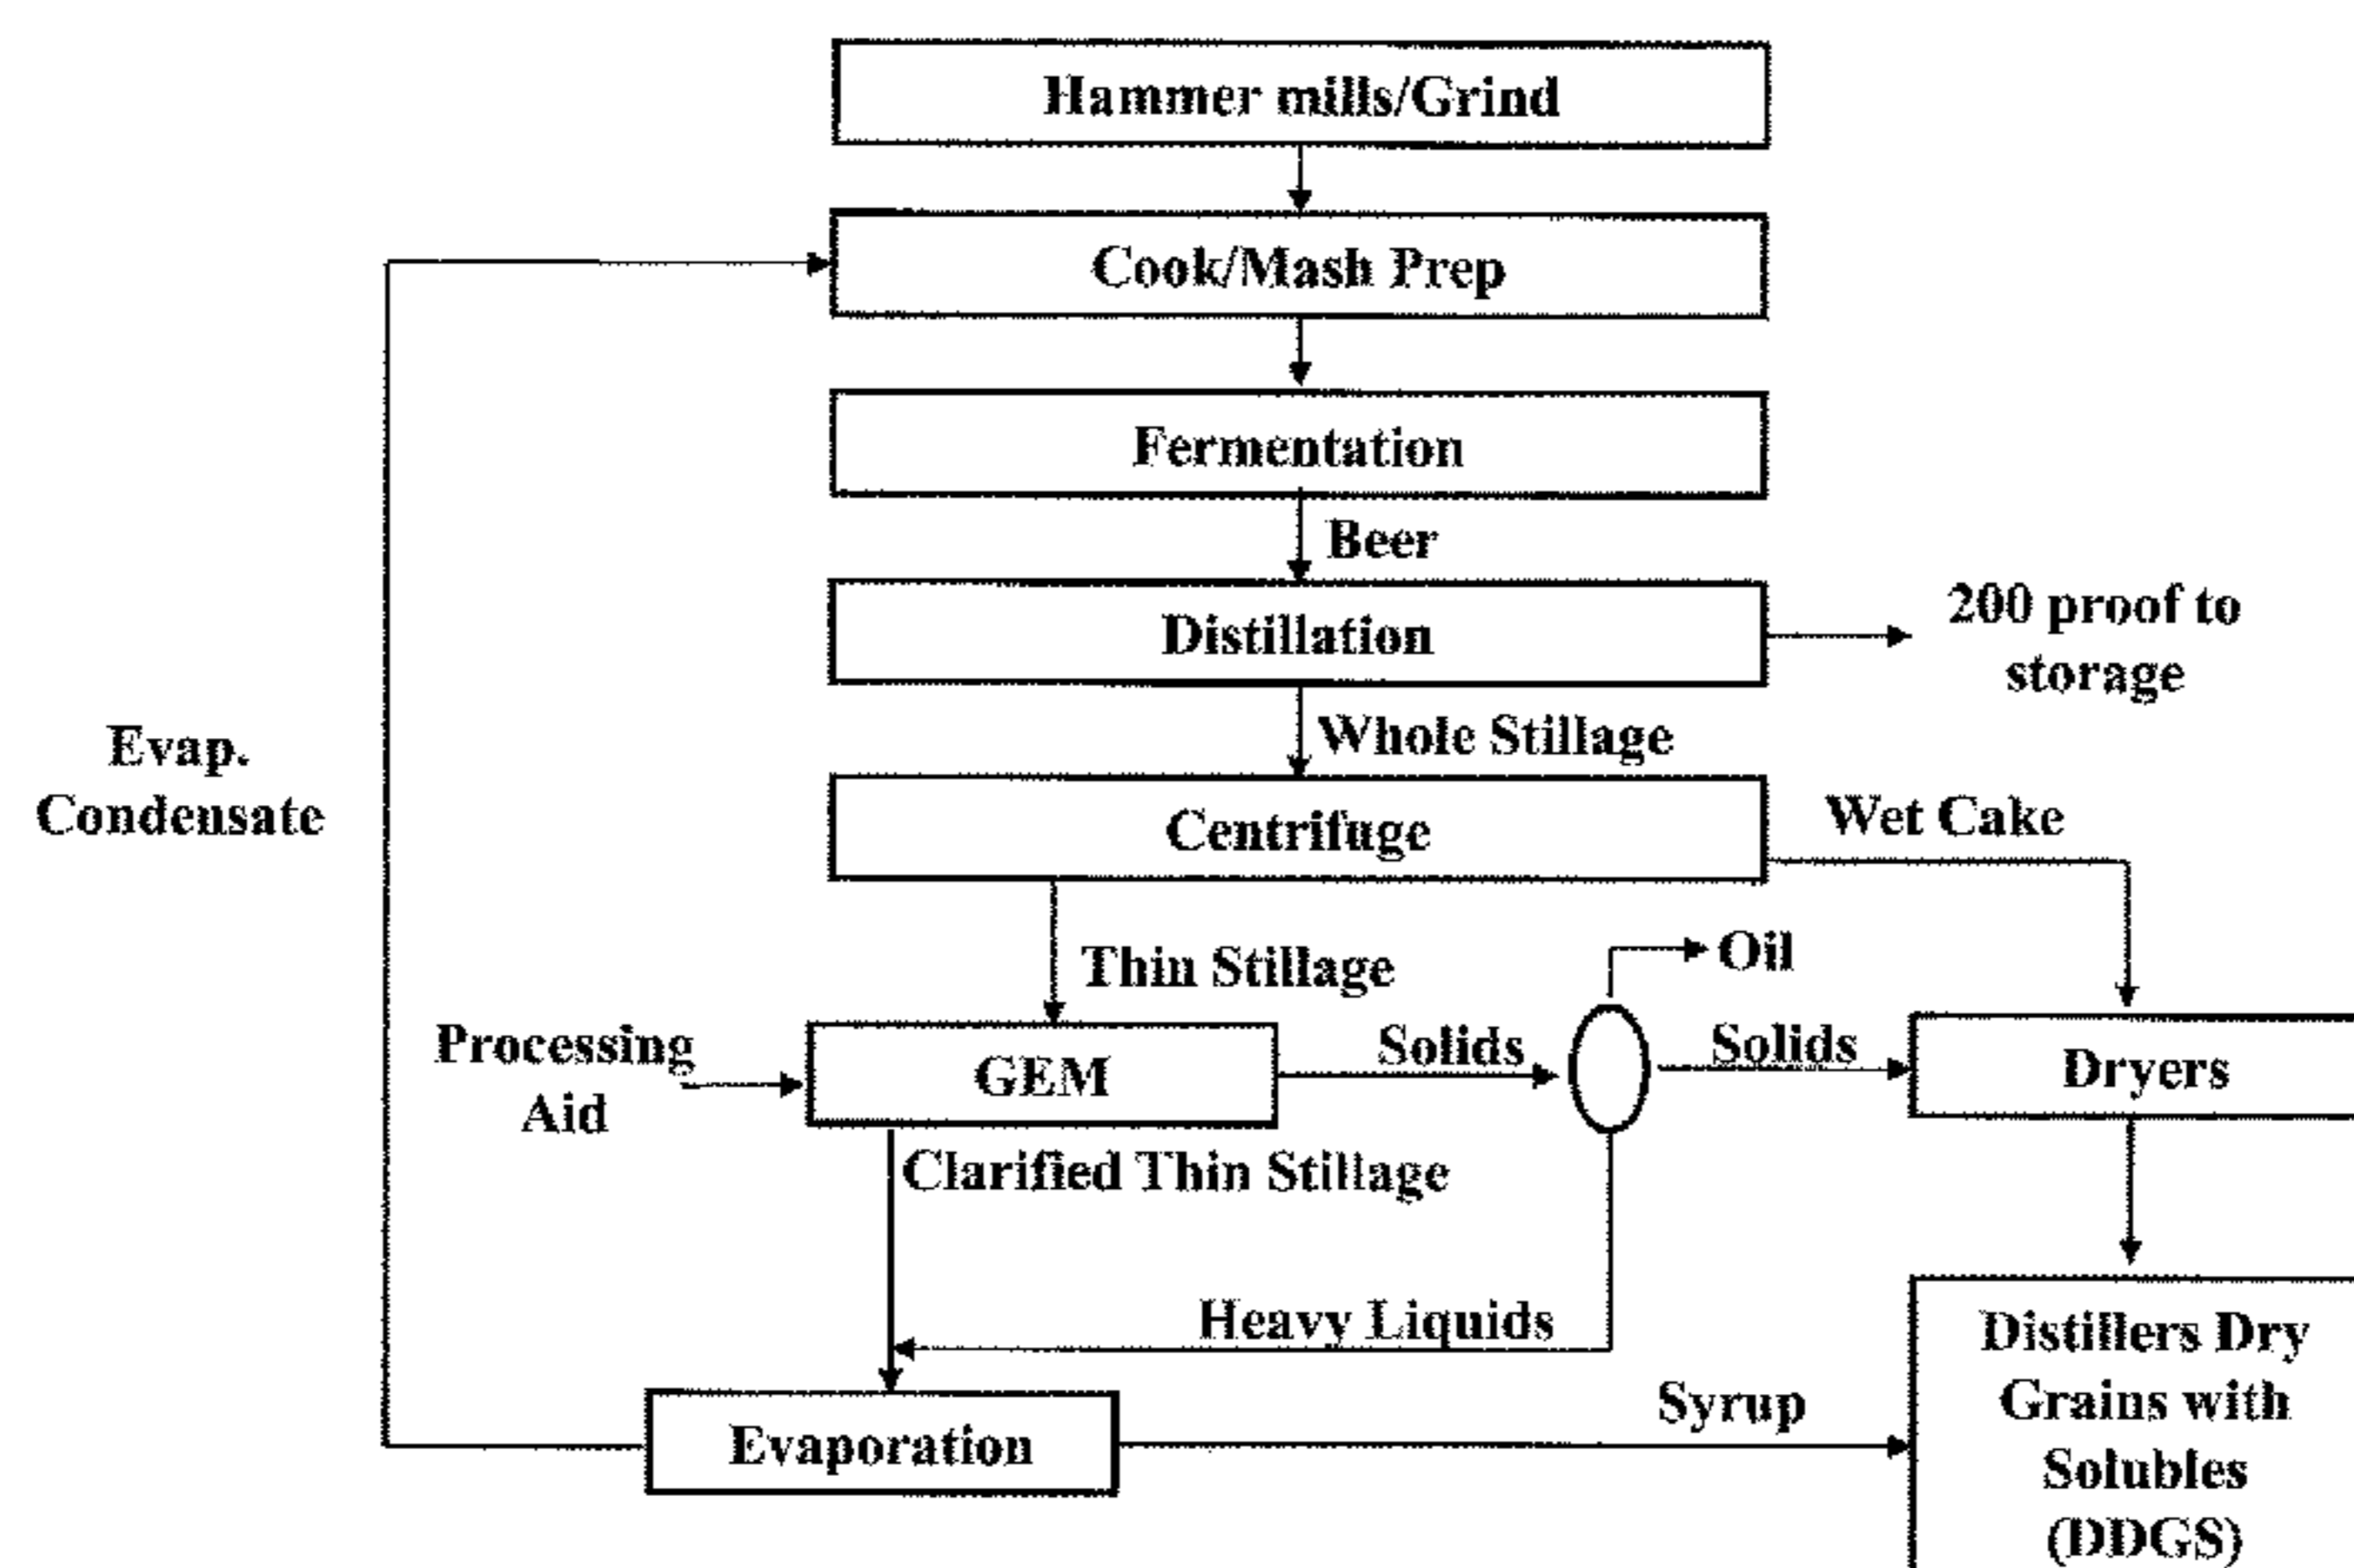 Hammer mills/Grind
Cook/Mash Prep
Fermentation
Beer
Distillation
200 proof to
storage
Whole Stillage
Evap.
Condensate
Centrifuge
Wet Cake
Thin Stillage
Oil
Processing
Aid
GEM
Solids
Solids
Dryers
Clarified Thin Stillage
Heavy Liquids
Evaporation
Syrup
Distillers Dry
Grains with
Solubles
(DDGS)